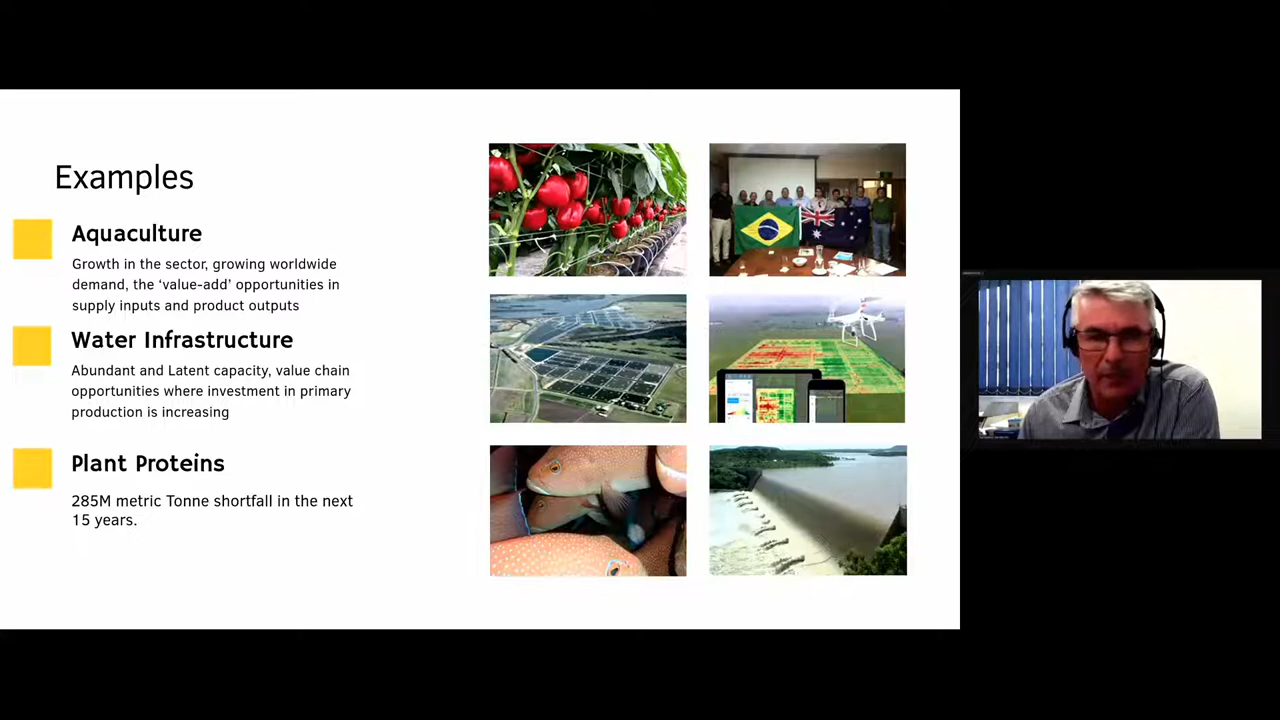 Examples
Aquaculture
Growth in the sector, growing worldwide
demand, the ‘value-add’ opportunities in
supply inputs and product outputs
Water Infrastructure
Abundant and Latent capacity, value chain
opportunities where investment in primary
production is increasing
Plant Proteins
285M metric Tonne shortfall in the next
15 years.